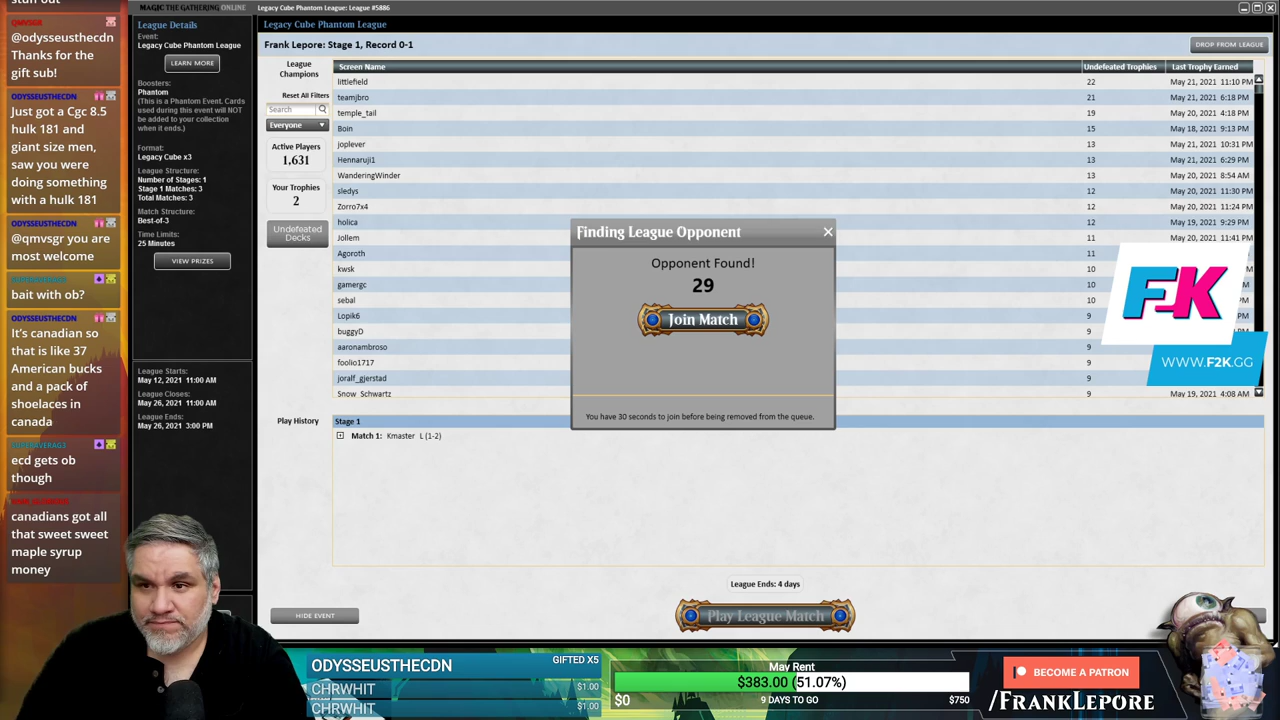 stuff out
QMVSGR
@odysseusthecdn
Thanks for the
gift sub!
ODYSSEUSTHECDN
Just got a Cgc 8.5
hulk 181 and
giant size men,
saw you were
doing something
with a hulk 181
ODYSSEUSTHECDN
@qmvsgr you are
most welcome
bait with ob?
ODYSSEUSTHECDN
It's canadian so
that is like 37
American bucks
and a pack of
shoelaces in
canada
ecd gets ob
though
canadians got all
that sweet sweet
maple syrup
money
MAGIC THE GATHERING ONLINE
Legacy Cube Phantom League: League #5886
League Details
Event:
Legacy Cube Phantom League
LEARN MORE
Boosters:
Phantom
(This is a Phantom Event. Cards
used during this event will NOT
be added to your collection
when it ends.)
Format:
Legacy Cube x3
League Structure:
Number of Stages: 1
Stage 1 Matches: 3
Total Matches: 3
Match Structure:
Best-of-3
Time Limits:
25 Minutes
VIEW PRIZES
League Starts:
May 12, 2021 11:00 AM
League Closes:
May 26, 2021 11:00 AM
League Ends:
May 26, 2021 3:00 PM
Legacy Cube Phantom League
Frank Lepore: Stage 1, Record 0-1
DROP FROM LEAGUE
League
Champions
Reset All Filters
Search
Everyone
Active Players
1,631
Your Trophies
2
Undefeated
Decks
Screen Name Undefeated Trophies Last Trophy Earned
littlefield 22 May 21, 2021 11:10 PM
teamjbro 21 May 21, 2021 6:18 PM
temple_tail 19 May 20, 2021 4:18 PM
Boin 15 May 18, 2021 9:13 PM
joplever 13 May 21, 2021 10:31 PM
Hennaruji1 13 May 21, 2021 6:29 PM
WanderingWinder 13 May 20, 2021 8:54 AM
sledys 12 May 20, 2021 11:30 PM
Zorro7x4 12 May 20, 2021 11:24 PM
holica 12 May 19, 2021 9:29 PM
Jollem 11 May 20, 2021 11:41 PM
Agoroth 11
kwsk 10
gamergc 10
sebal 10
Lopik6 9
buggyD 9
aaronambroso 9
foolio1717 9
joralf_gjerstad 9
Snow_Schwartz 9 May 19, 2021 4:08 AM
Finding League Opponent
Opponent Found!
29
Join Match
You have 30 seconds to join before being removed from the queue.
F2K
WWW.F2K.GG
Play History
Stage 1
Match 1: Kmaster L (1-2)
League Ends: 4 days
HIDE EVENT
Play League Match
ODYSSEUSTHECDN GIFTED X5
CHRWHIT $1.00
CHRWHIT $1.00
May Rent
$383.00 (51.07%)
$0 9 DAYS TO GO $750
BECOME A PATRON
/FRANKLEPORE